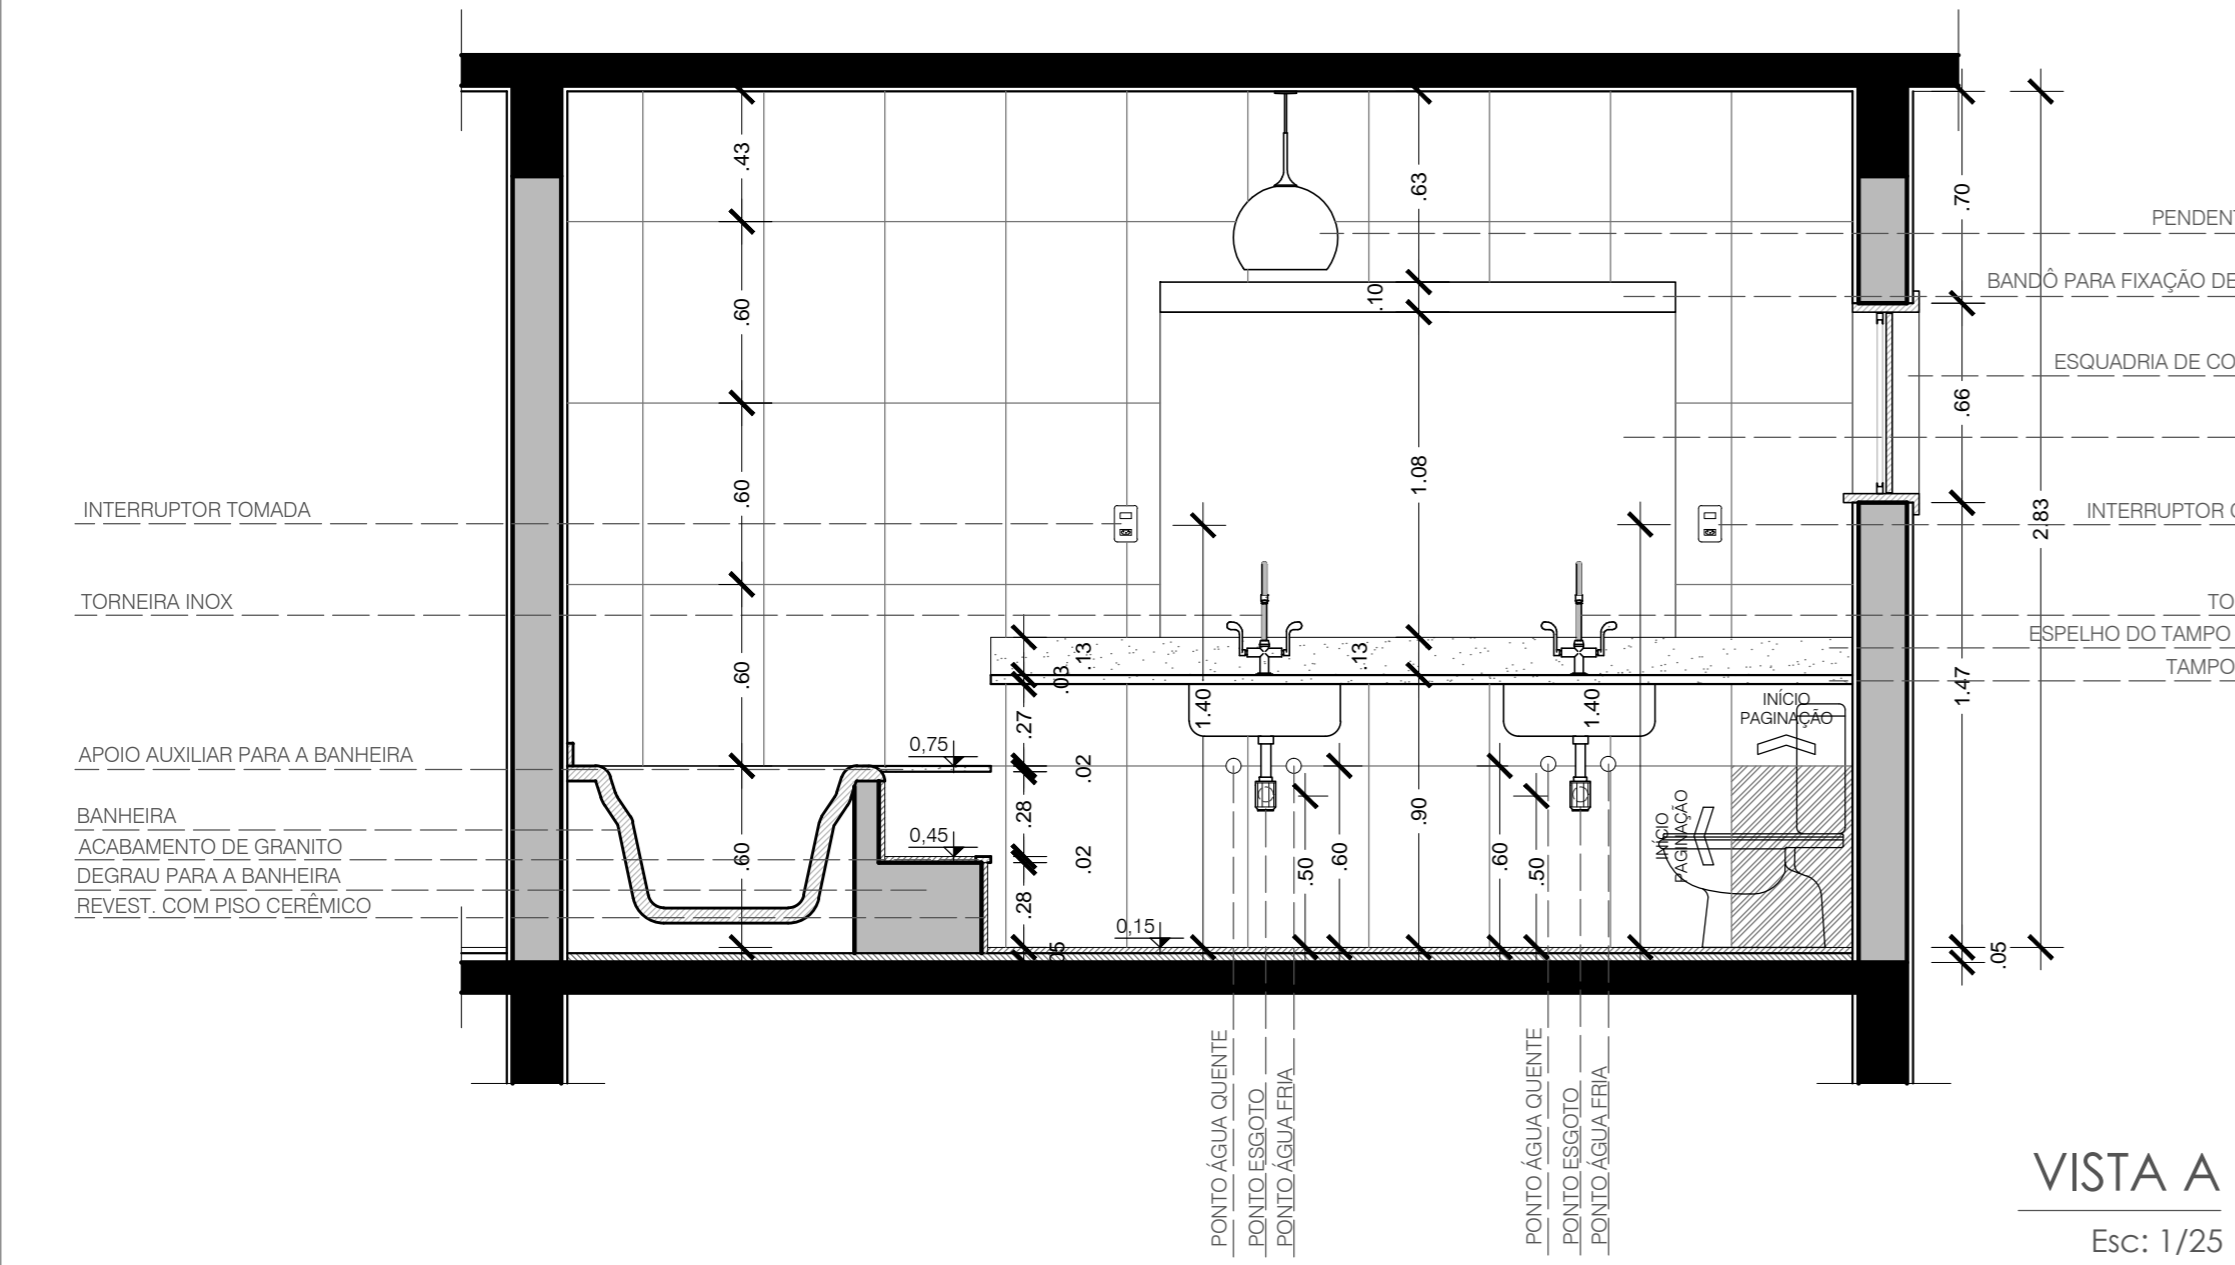 .43
.63
.70
PENDENT
BANDÔ PARA FIXAÇÃO DE
.10
.60
ESQUADRIA DE CO
.66
1.08
.60
2.83
INTERRUPTOR TOMADA
INTERRUPTOR
TORNEIRA INOX
TO
ESPELHO DO TAMPO
.13
.13
TAMPO
.03
.60
1.47
1.40
1.40
INÍCIO
PAGINAÇÃO
.27
0,75
APOIO AUXILIAR PARA A BANHEIRA
.02
BANHEIRA
.28
.90
INÍCIO
PAGINAÇÃO
0,45
ACABAMENTO DE GRANITO
.60
.02
.50
.60
.60
.50
DEGRAU PARA A BANHEIRA
REVEST. COM PISO CERÊMICO
.28
0,15
.05
.05
PONTO ÁGUA QUENTE
PONTO ESGOTO
PONTO ÁGUA FRIA
PONTO ÁGUA QUENTE
PONTO ESGOTO
PONTO ÁGUA FRIA
VISTA A
Esc: 1/25